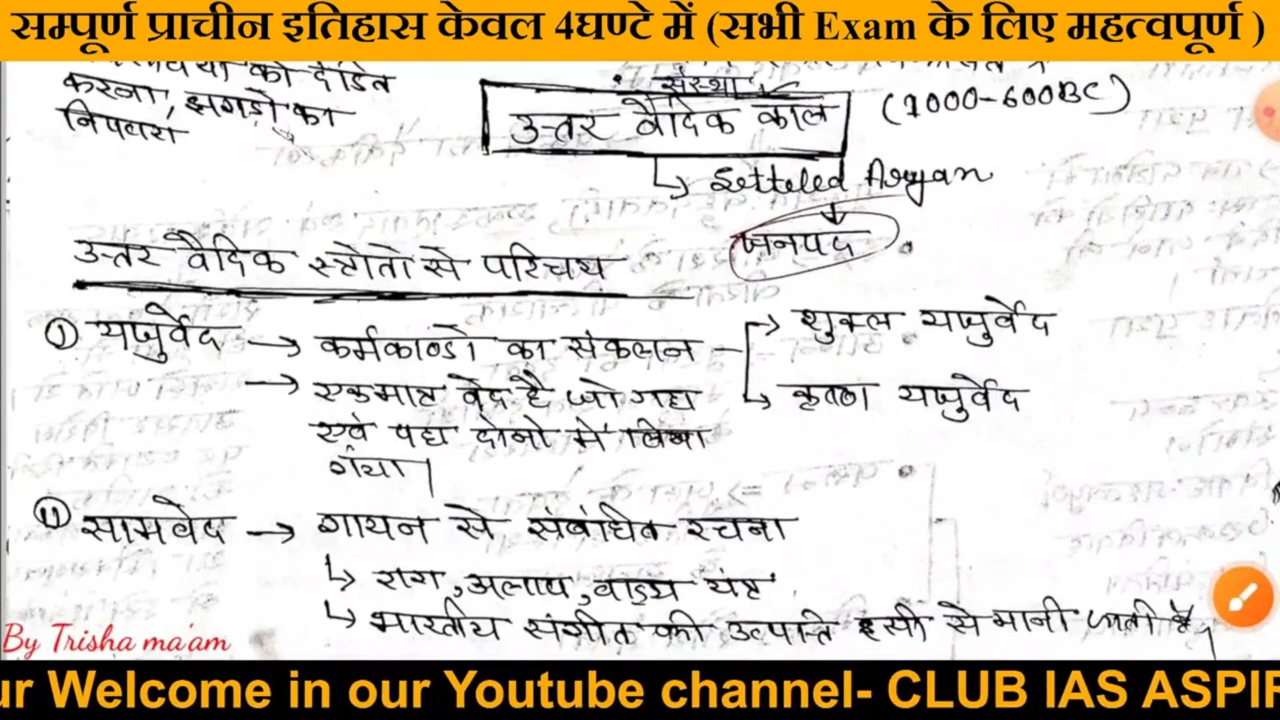 सम्पूर्ण प्राचीन इतिहास केवल 4घण्टे में (सभी Exam के लिए महत्वपूर्ण )
को दंडित
करना, झगड़ो का
निपटारा
संस्था
उत्तर वैदिक काल (1000-600BC)
↳ Setteled Aryan
↓
जनपद
उत्तर वैदिक स्त्रोतो से परिचय
① यजुर्वेद → कर्मकाण्डो का संकलन → शुक्ल यजुर्वेद
↳ कृष्ण यजुर्वेद
→ एकमात्र वेद है जो गद्य
एवं पद्य दोनो मे लिखा
गया।
⑪ सामवेद → गायन से संबंधित रचना
↳ राग, अलाप, वाद्य यंत्र
↳ भारतीय संगीत की उत्पत्ति इसी से मानी जाती है।
By Trisha ma'am
ur Welcome in our Youtube channel- CLUB IAS ASPIR